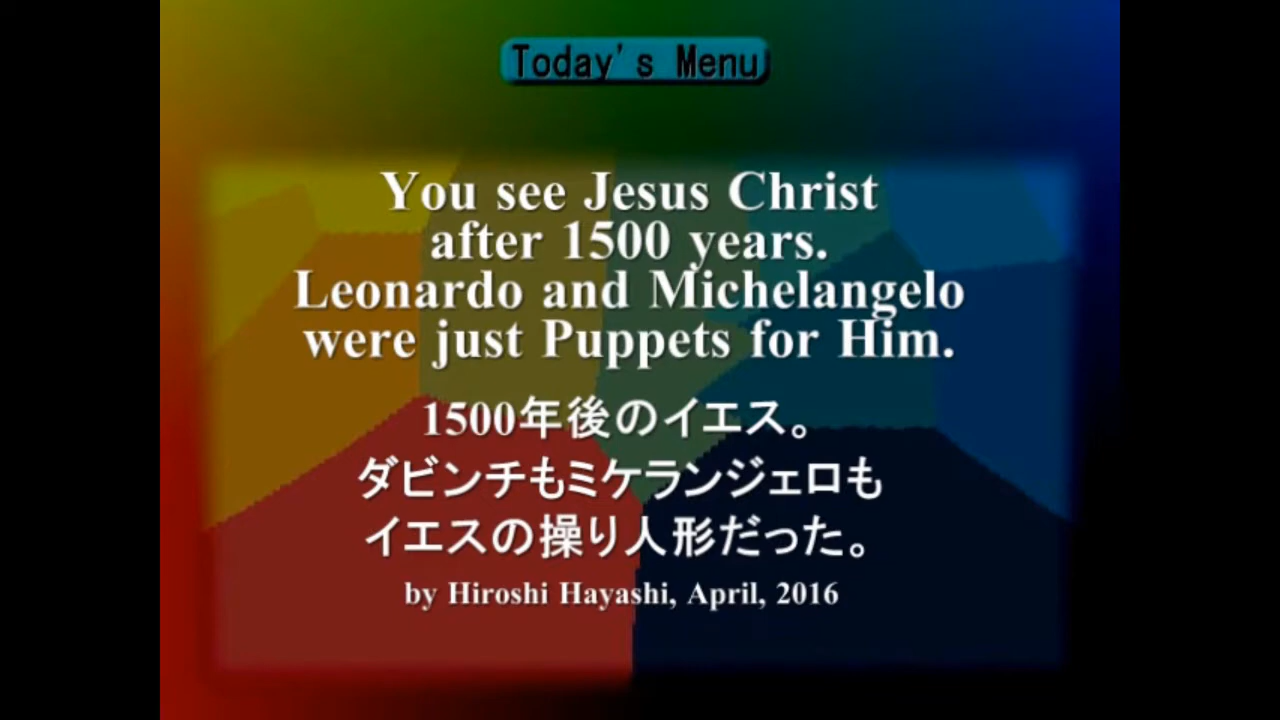 Today's Menu
You see Jesus Christ
after 1500 years.
Leonardo and Michelangelo
were just Puppets for Him.
1500年後のイエス。
ダビンチもミケランジェロも
イエスの操り人形だった。
by Hiroshi Hayashi, April, 2016